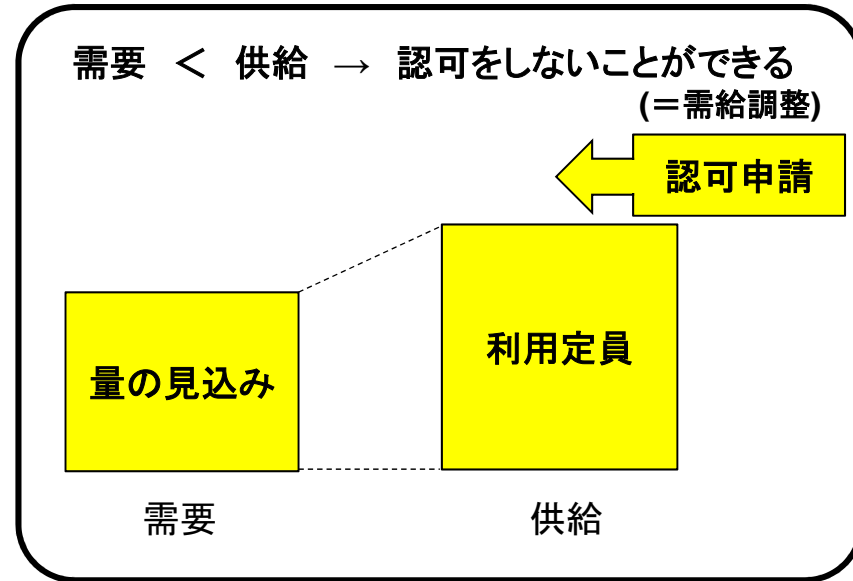 需要 ＜ 供給 → 認可をしないことができる
(＝需給調整)
認可申請
利用定員
量の見込み
需要
供給